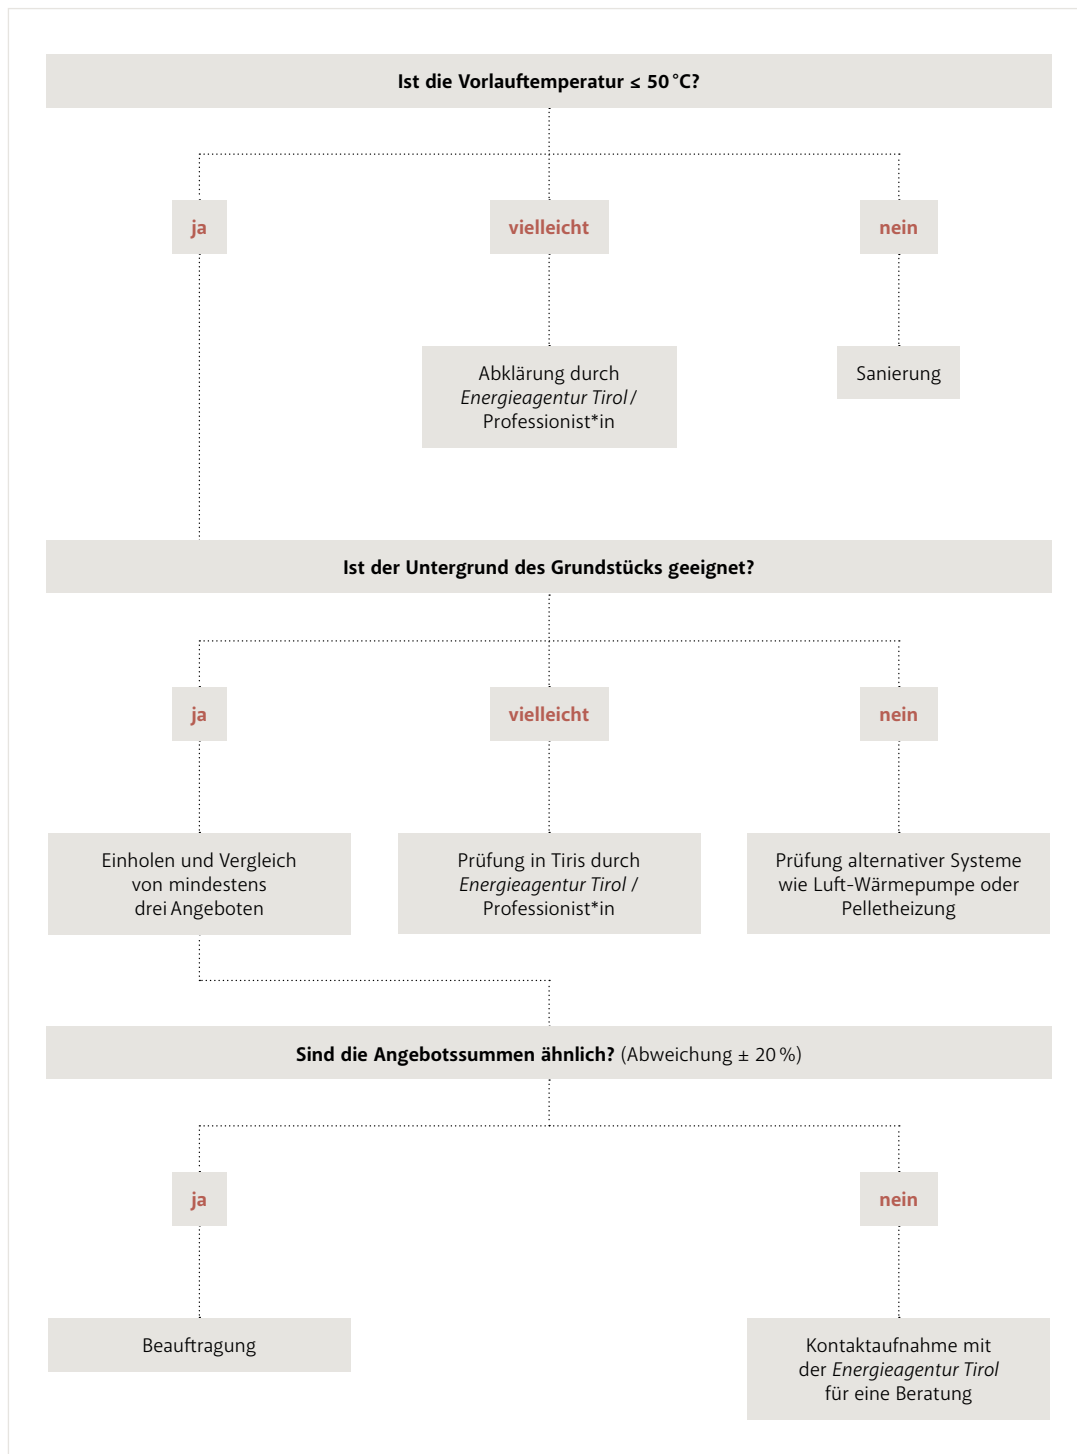 Ist die Vorlauftemperatur ≤ 50 °C?
ja
vielleicht
nein
Abklärung durch
Energieagentur Tirol /
Professionist*in
Sanierung
Ist der Untergrund des Grundstücks geeignet?
ja
vielleicht
nein
Einholen und Vergleich
von mindestens
drei Angeboten
Prüfung in Tiris durch
Energieagentur Tirol /
Professionist*in
Prüfung alternativer Systeme
wie Luft-Wärmepumpe oder
Pelletheizung
Sind die Angebotssummen ähnlich? (Abweichung ± 20 %)
ja
nein
Beauftragung
Kontaktaufnahme mit
der Energieagentur Tirol
für eine Beratung